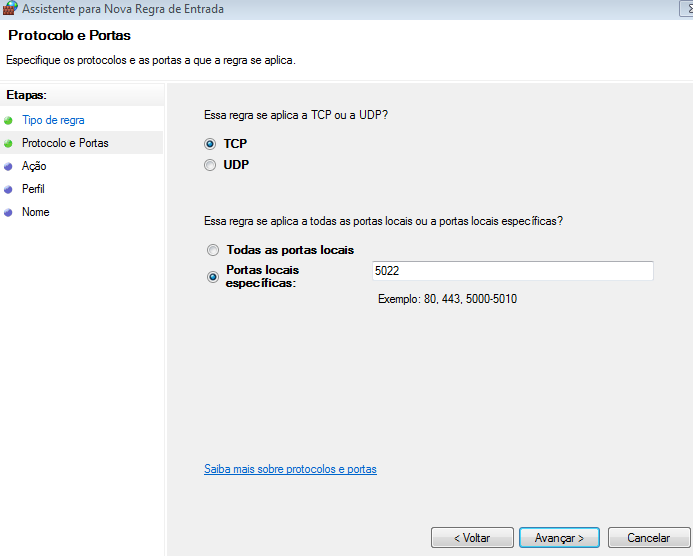 Assistente para Nova Regra de Entrada
Protocolo e Portas
Especifique os protocolos e as portas a que a regra se aplica.
Etapas:
Tipo de regra
Protocolo e Portas
Ação
Perfil
Nome
Essa regra se aplica a TCP ou a UDP?
TCP
UDP
Essa regra se aplica a todas as portas locais ou a portas locais específicas?
Todas as portas locais
Portas locais
específicas:
5022
Exemplo: 80, 443, 5000-5010
Saiba mais sobre protocolos e portas
< Voltar
Avançar >
Cancelar